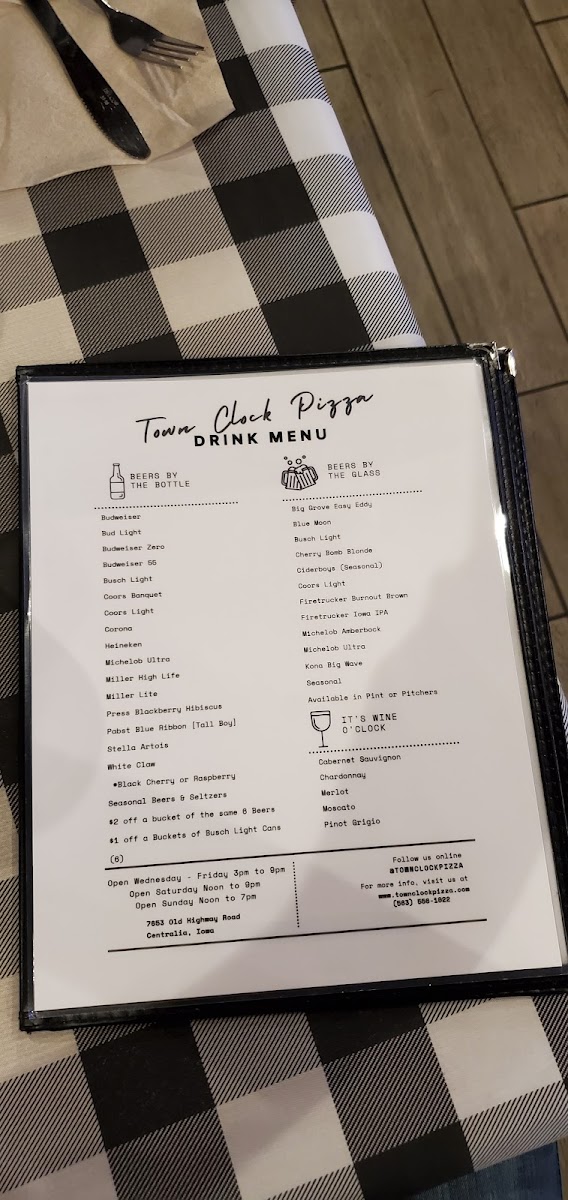 Town Clock Pizza
DRINK MENU
BEERS BY
THE BOTTLE
Budweiser
Bud Light
Budweiser Zero
Budweiser 55
Busch Light
Coors Banquet
Coors Light
Corona
Heineken
Michelob Ultra
Miller High Life
Miller Lite
Press Blackberry Hibiscus
Pabst Blue Ribbon [Tall Boy]
Stella Artois
White Claw
•Black Cherry or Raspberry
Seasonal Beers & Seltzers
$2 off a bucket of the same 6 Beers
$1 off a Buckets of Busch Light Cans
(6)
BEERS BY
THE GLASS
Big Grove Easy Eddy
Blue Moon
Busch Light
Cherry Bomb Blonde
Ciderboys (Seasonal)
Coors Light
Firetrucker Burnout Brown
Firetrucker Iowa IPA
Michelob Amberbock
Michelob Ultra
Kona Big Wave
Seasonal
Available in Pint or Pitchers
IT'S WINE
O'CLOCK
Cabernet Sauvignon
Chardonnay
Merlot
Moscato
Pinot Grigio
Open Wednesday - Friday 3pm to 9pm
Open Saturday Noon to 9pm
Open Sunday Noon to 7pm
7653 Old Highway Road
Centralia, Iowa
Follow us online
@TOWNCLOCKPIZZA
For more info, visit us at
www.townclockpizza.com
(563) 556-1022